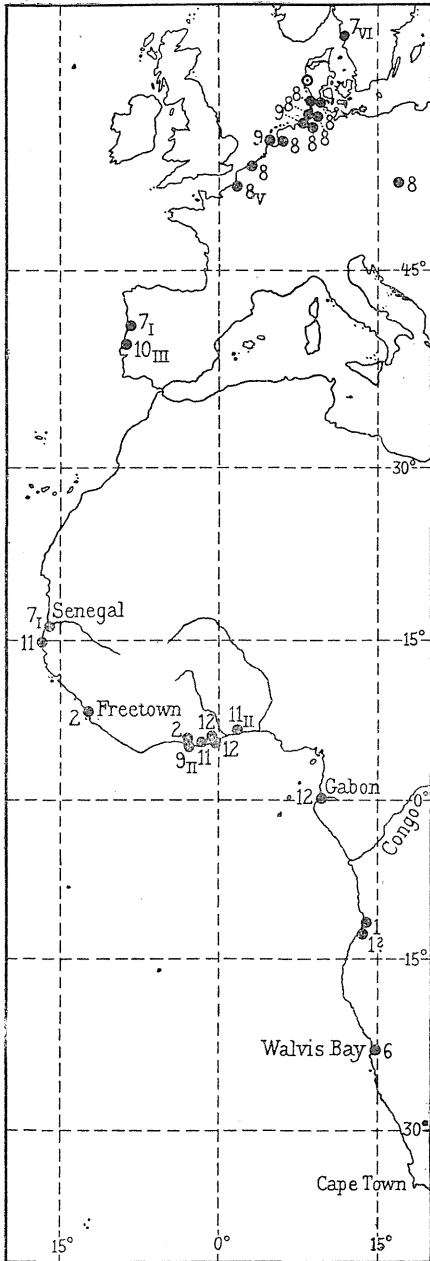 7VI
8
8 8
9 8
9 8 8
8
8
8V
45°
7I
10III
30°
7I Senegal
15°
11
2 Freetown
12 11II
2
9II 11 12
Gabon
12 0°
Congo
1
1?
15°
Walvis Bay 6
30°
Cape Town
15° 0° 15°